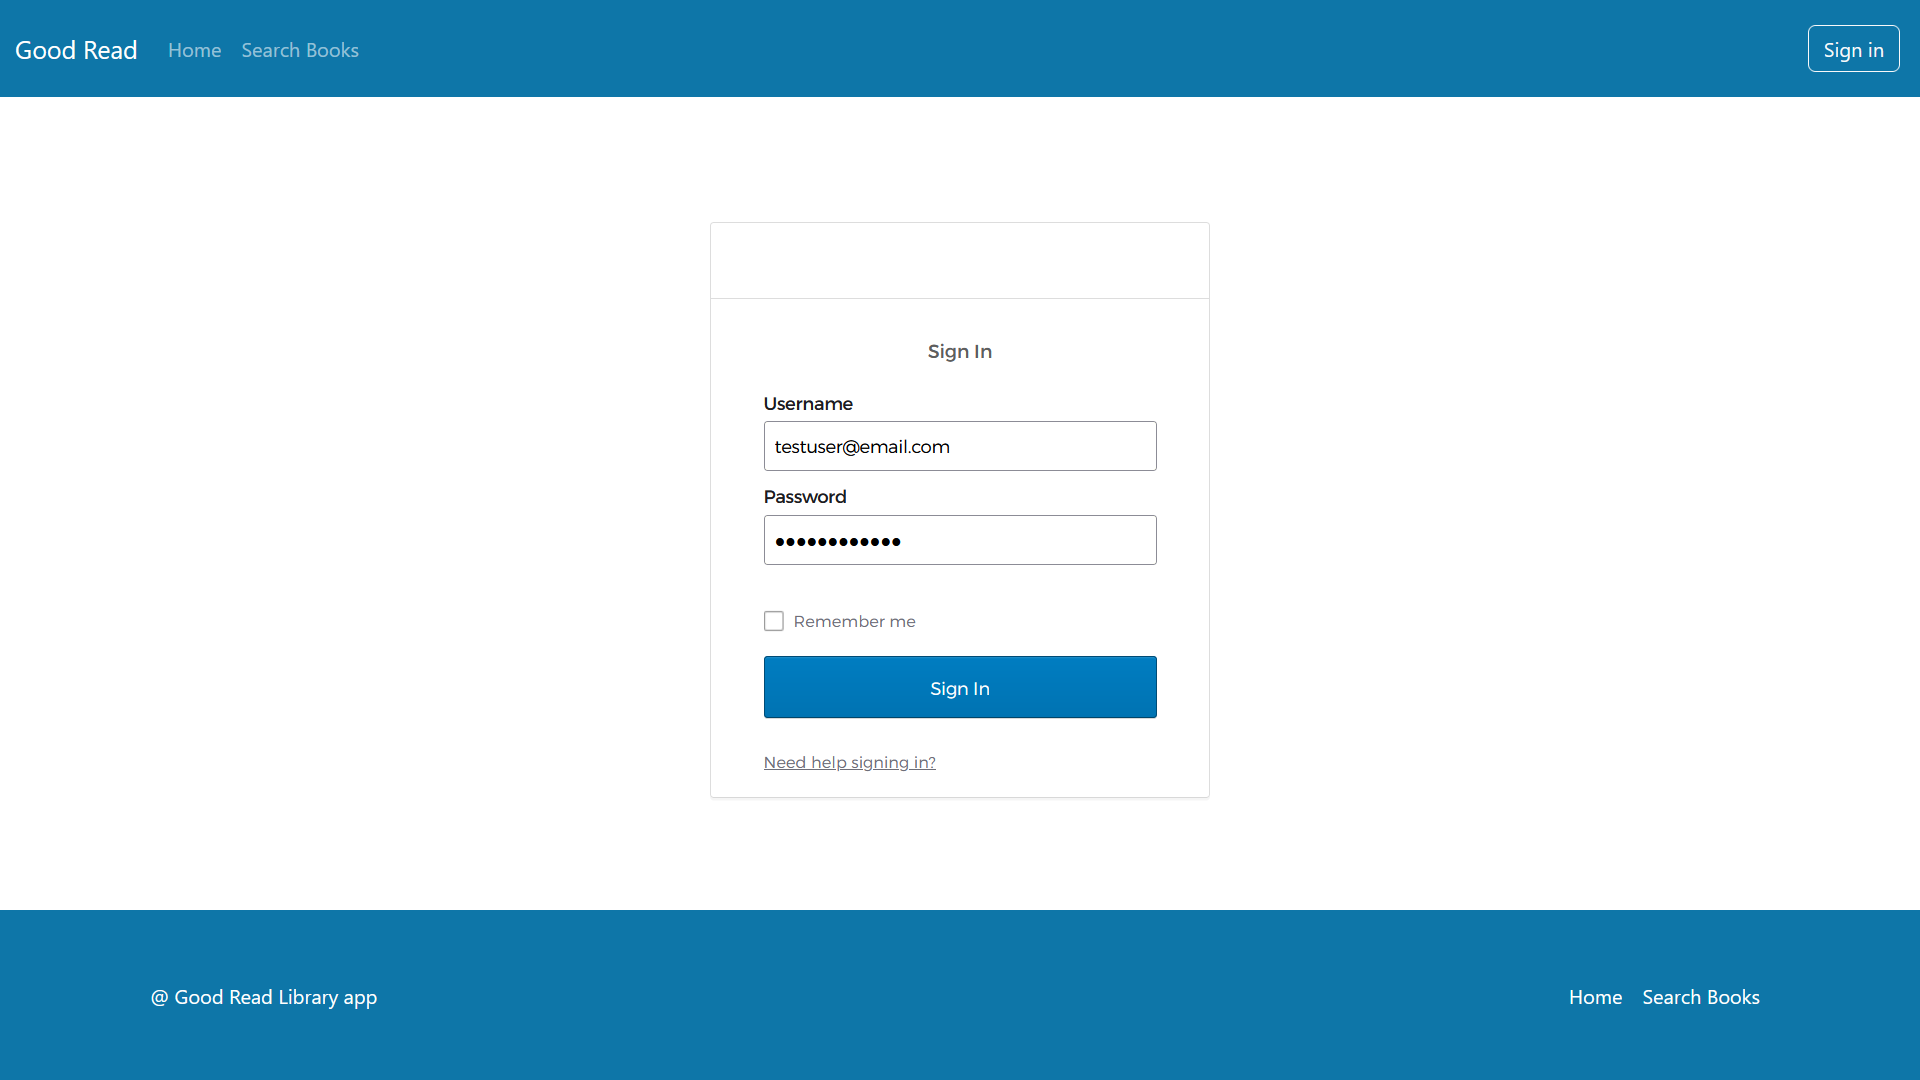 Good Read Home Search Books Sign in
Sign In
Username
testuser@email.com
Password
••••••••••••
Remember me
Sign In
Need help signing in?
@ Good Read Library app Home Search Books